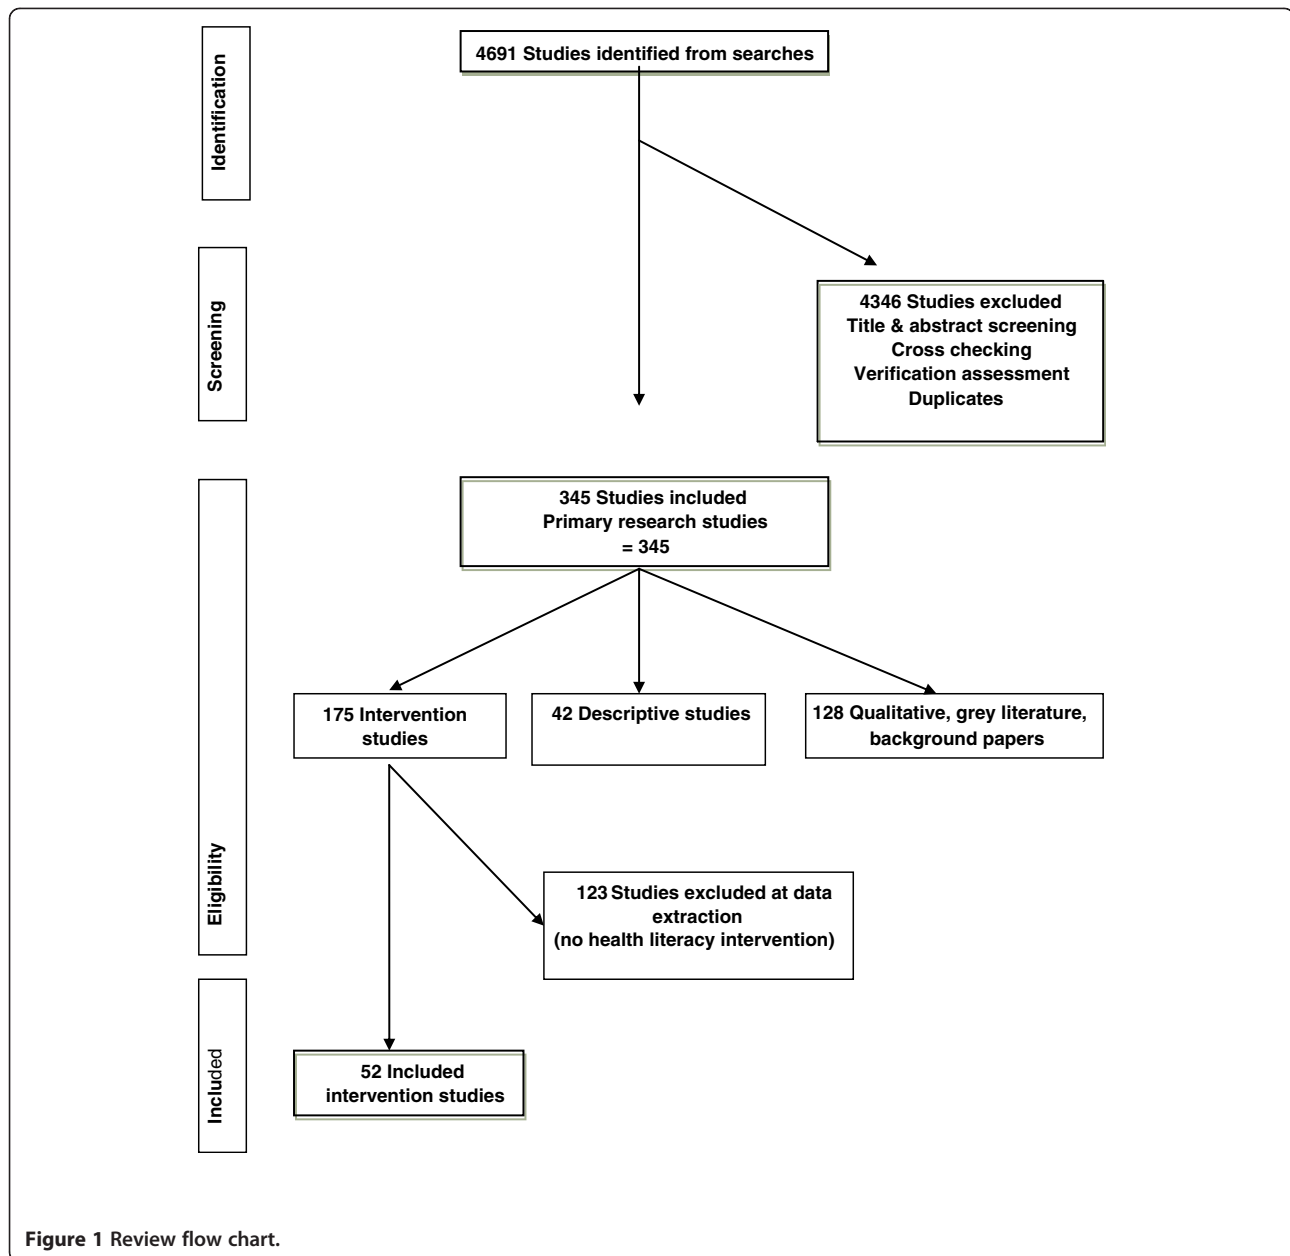 Identification
4691 Studies identified from searches
Screening
4346 Studies excluded
Title & abstract screening
Cross checking
Verification assessment
Duplicates
Eligibility
345 Studies included
Primary research studies
= 345
175 Intervention
studies
42 Descriptive studies
128 Qualitative, grey literature,
background papers
123 Studies excluded at data
extraction
(no health literacy intervention)
Included
52 Included
intervention studies
Figure 1 Review flow chart.